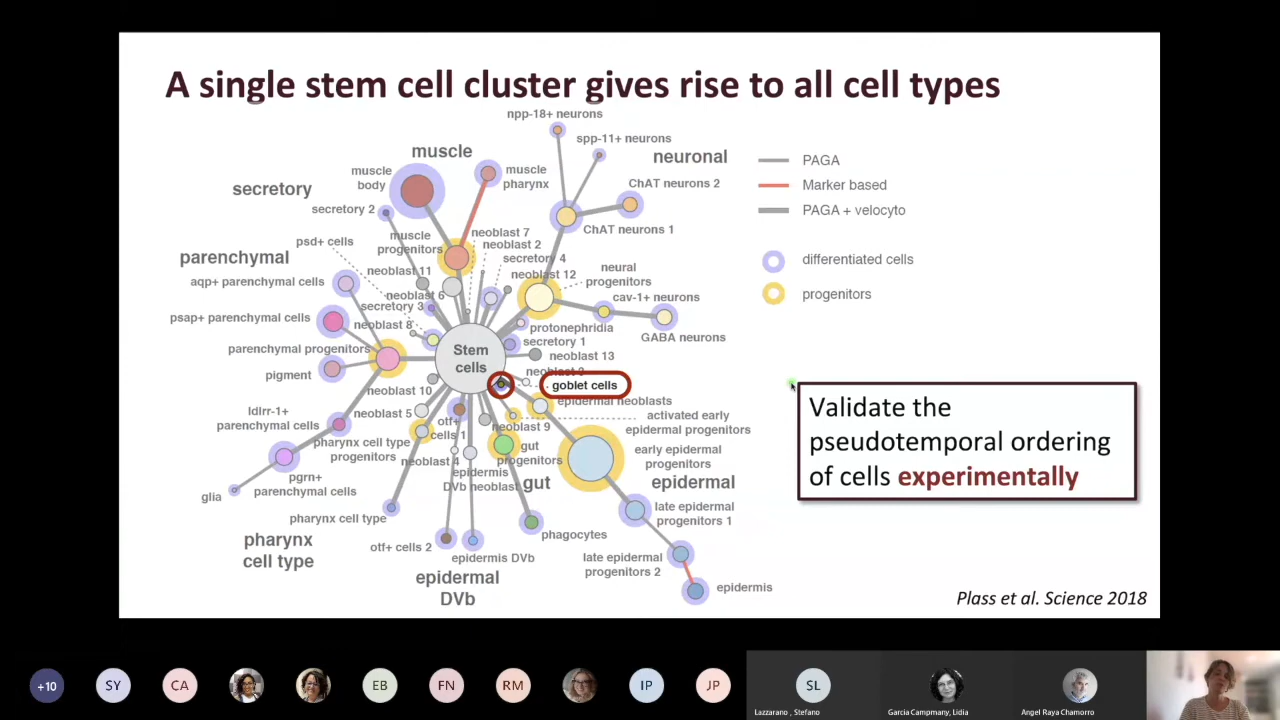 A single stem cell cluster gives rise to all cell types
npp-18+ neurons
spp-11+ neurons
muscle
neuronal
muscle
body
muscle
pharynx
ChAT neurons 2
secretory
secretory 2
ChAT neurons 1
psd+ cells
muscle
progenitors
neoblast 7
neoblast 2
secretory 4
parenchymal
neoblast 11
neoblast 12
neural
progenitors
aqp+ parenchymal cells
neoblast 6
secretory 3
cav-1+ neurons
psap+ parenchymal cells
neoblast 8
protonephridia
GABA neurons
secretory 1
parenchymal progenitors
Stem
cells
neoblast 13
pigment
goblet cells
neoblast 10
epidermal neoblasts
ldlrr-1+
parenchymal cells
neoblast 5
otf+
cells 1
neoblast 9
activated early
epidermal progenitors
pharynx cell type
progenitors
neoblast 4
gut
progenitors
early epidermal
progenitors
epidermis
DVb neoblast
gut
epidermal
pgrn+
parenchymal cells
glia
pharynx cell type
late epidermal
progenitors 1
phagocytes
pharynx
cell type
otf+ cells 2
epidermis DVb
late epidermal
progenitors 2
epidermal
DVb
epidermis
PAGA
Marker based
PAGA + velocyto
differentiated cells
progenitors
Validate the
pseudotemporal ordering
of cells experimentally
Plass et al. Science 2018
+10
SY
CA
EB
FN
RM
IP
JP
SL
Lazzarano , Stefano
Garcia Campmany, Lidia
Angel Raya Chamorro